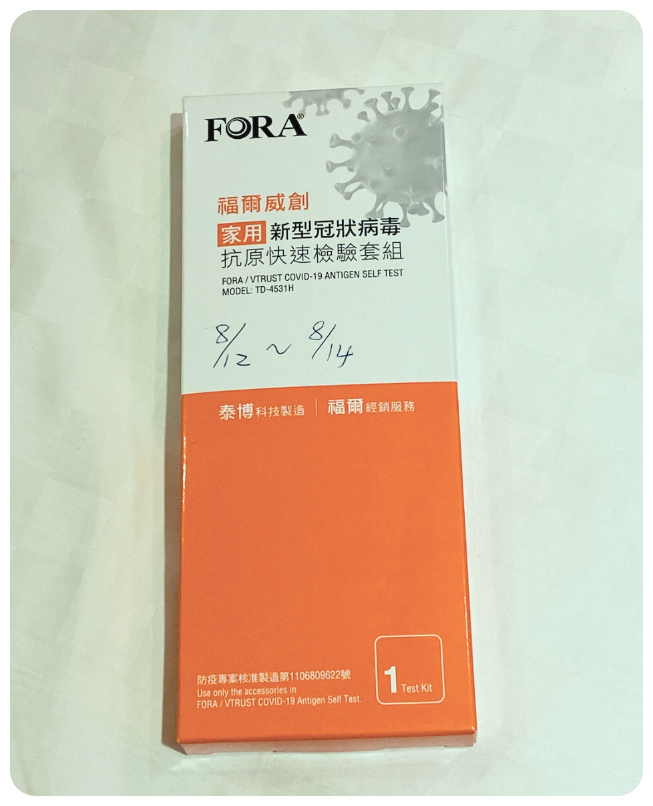 FORA®
福爾威創
家用 新型冠狀病毒
抗原快速檢驗套組
FORA / VTRUST COVID-19 ANTIGEN SELF TEST
MODEL: TD-4531H
8/12 ~ 8/14
泰博科技製造 | 福爾經銷服務
防疫專案核准製造第1106809622號
Use only the accessories in
FORA / VTRUST COVID-19 Antigen Self Test.
1 Test Kit